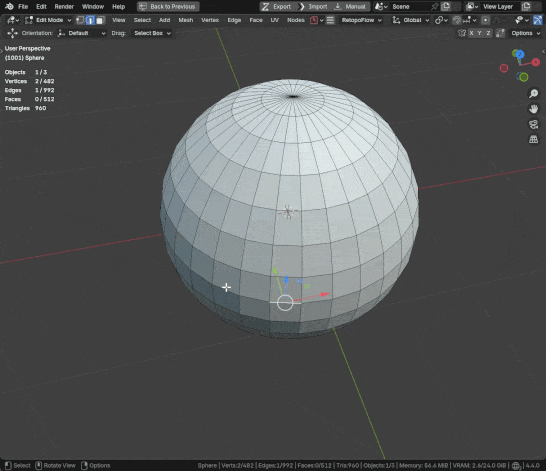 File Edit Render Window Help Back to Previous Export Import Manual Scene View Layer
Edit Mode View Select Add Mesh Vertex Edge Face UV Nodes RetopoFlow Global
Orientation: Default Drag: Select Box X Y Z Options
User Perspective
(1001) Sphere
Objects 1/3
Vertices 2/482
Edges 1/992
Faces 0/512
Triangles 960
Select Rotate View Options Sphere | Verts:2/482 | Edges:1/992 | Faces:0/512 | Tris:960 | Objects:1/3 | Memory: 56.6 MiB | VRAM: 2.6/24.0 GiB | 4.4.0